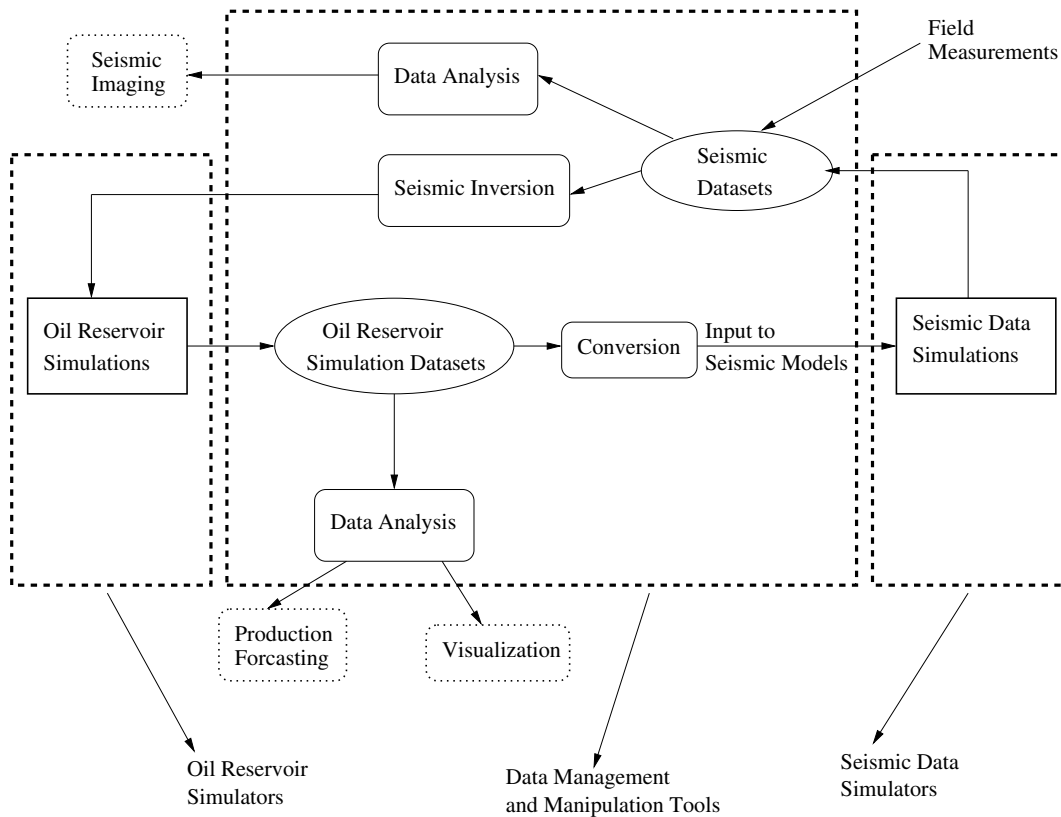 Seismic
Imaging
Data Analysis
Field
Measurements
Seismic
Datasets
Seismic Inversion
Oil Reservoir
Simulations
Oil Reservoir
Simulation Datasets
Conversion
Input to
Seismic Models
Seismic Data
Simulations
Data Analysis
Production
Forcasting
Visualization
Oil Reservoir
Simulators
Data Management
and Manipulation Tools
Seismic Data
Simulators